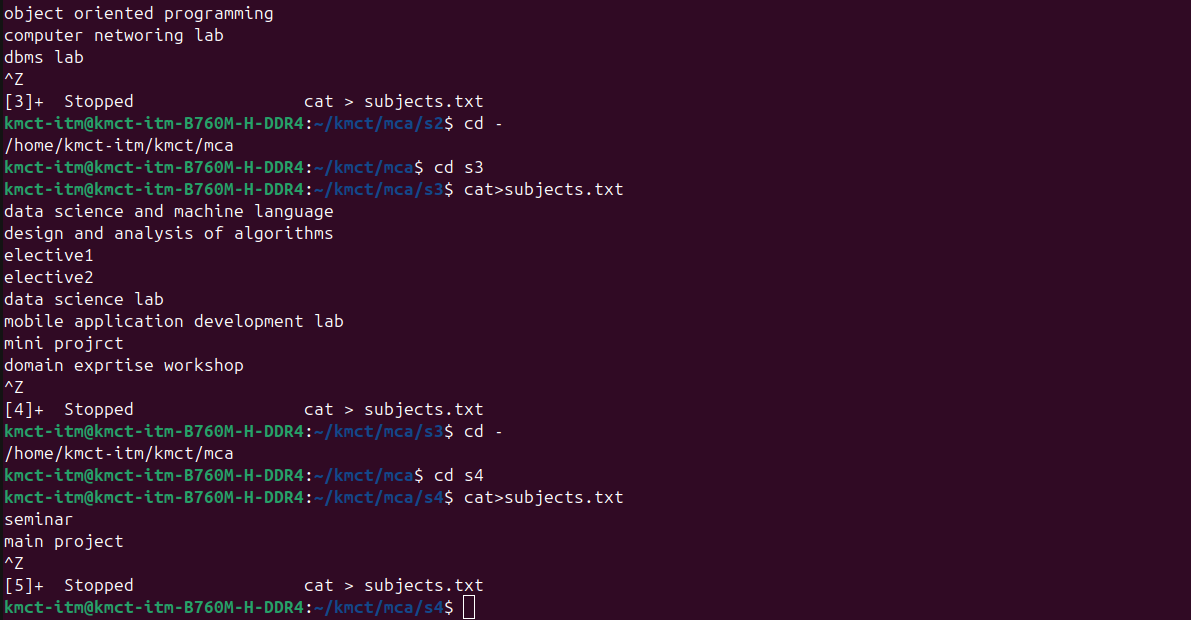 object oriented programming
computer networing lab
dbms lab
^Z
[3]+  Stopped                 cat > subjects.txt
kmct-itm@kmct-itm-B760M-H-DDR4:~/kmct/mca/s2$ cd -
/home/kmct-itm/kmct/mca
kmct-itm@kmct-itm-B760M-H-DDR4:~/kmct/mca$ cd s3
kmct-itm@kmct-itm-B760M-H-DDR4:~/kmct/mca/s3$ cat>subjects.txt
data science and machine language
design and analysis of algorithms
elective1
elective2
data science lab
mobile application development lab
mini projrct
domain exprtise workshop
^Z
[4]+  Stopped                 cat > subjects.txt
kmct-itm@kmct-itm-B760M-H-DDR4:~/kmct/mca/s3$ cd -
/home/kmct-itm/kmct/mca
kmct-itm@kmct-itm-B760M-H-DDR4:~/kmct/mca$ cd s4
kmct-itm@kmct-itm-B760M-H-DDR4:~/kmct/mca/s4$ cat>subjects.txt
seminar
main project
^Z
[5]+  Stopped                 cat > subjects.txt
kmct-itm@kmct-itm-B760M-H-DDR4:~/kmct/mca/s4$